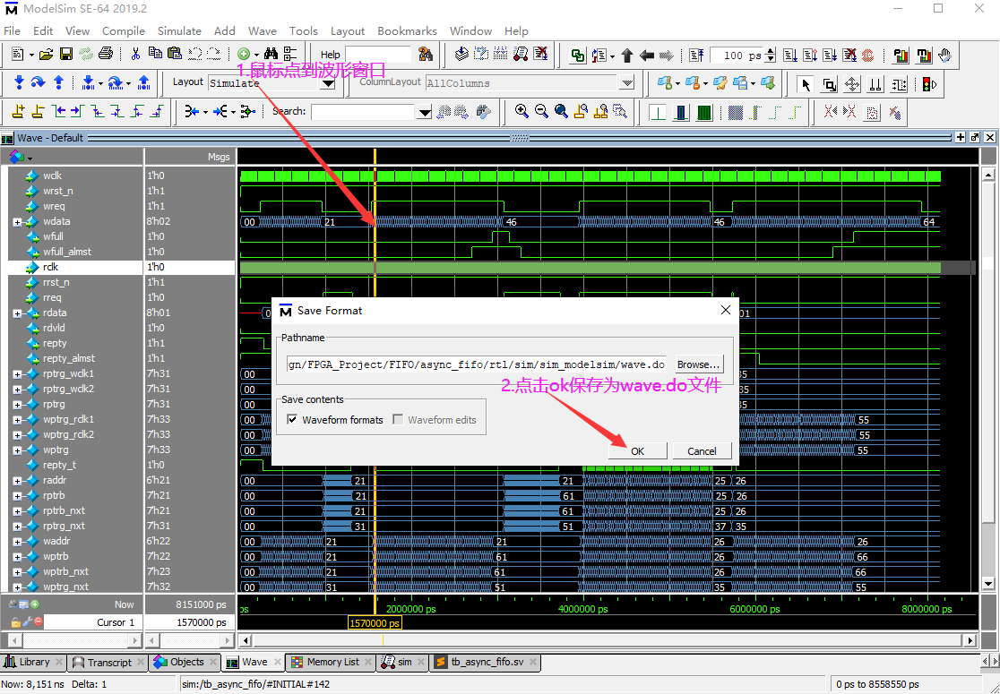 ModelSim SE-64 2019.2
File Edit View Compile Simulate Add Wave Tools Layout Bookmarks Window Help
Help
100 ps
1.鼠标点到波形窗口
Layout Simulate
ColumnLayout AllColumns
Search:
Wave - Default
Msgs
wclk 1'h0
wrst_n 1'h1
wreq 1'h1
wdata 8'h02 00 21 46 46 64
wfull 1'h0
wfull_almst 1'h0
rclk 1'h0
rrst_n 1'h1
rreq 1'h0
rdata 8'h01 01
rdvld 1'h0
repty 1'h1
repty_almst 1'h1
rptrg_wclk1 7'h31 00 35
rptrg_wclk2 7'h31 00 35
rptrg 7'h31 00 35
wptrg_rclk1 7'h33 00 55
wptrg_rclk2 7'h33 00 55
wptrg 7'h33 00 55
repty_t 1'h0
raddr 6'h21 00 21 21 25 26
rptrb 7'h21 00 21 61 25 26
rptrb_nxt 7'h21 00 21 61 25 26
rptrg_nxt 7'h31 00 31 51 37 35
waddr 6'h22 00 21 21 26 26
wptrb 7'h22 00 21 61 26 66
wptrb_nxt 7'h23 00 21 61 26 66
wptrg_nxt 7'h32 00 31 51 35 55
Save Format
Pathname
gn/FPGA_Project/FIFO/async_fifo/rtl/sim/sim_modelsim/wave.do
Browse...
2.点击ok保存为wave.do文件
Save contents
Waveform formats Waveform edits
OK Cancel
Now 8151000 ps
ps 2000000 ps 4000000 ps 6000000 ps 8000000 ps
Cursor 1 1570000 ps
1570000 ps
Library Transcript Objects Wave Memory List sim tb_async_fifo.sv
Now: 8,151 ns Delta: 1
sim:/tb_async_fifo/#INITIAL#142
0 ps to 8558550 ps